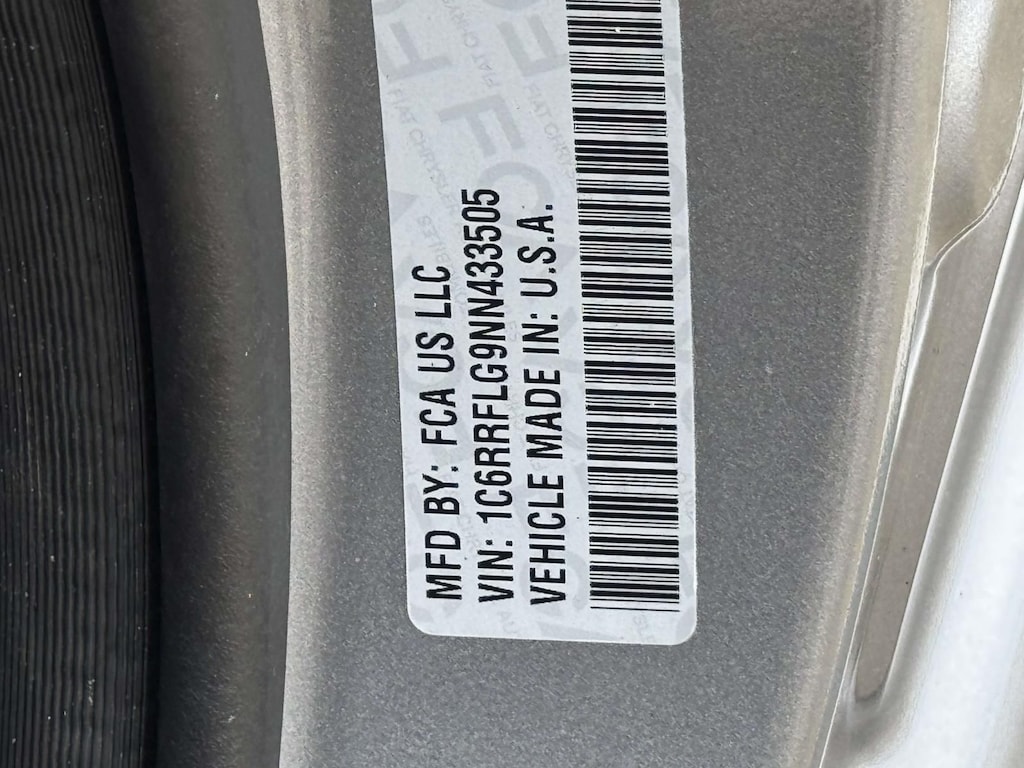 MFD BY: FCA US LLC
VIN: 1C6RRFLG9NN433505
VEHICLE MADE IN: U.S.A.